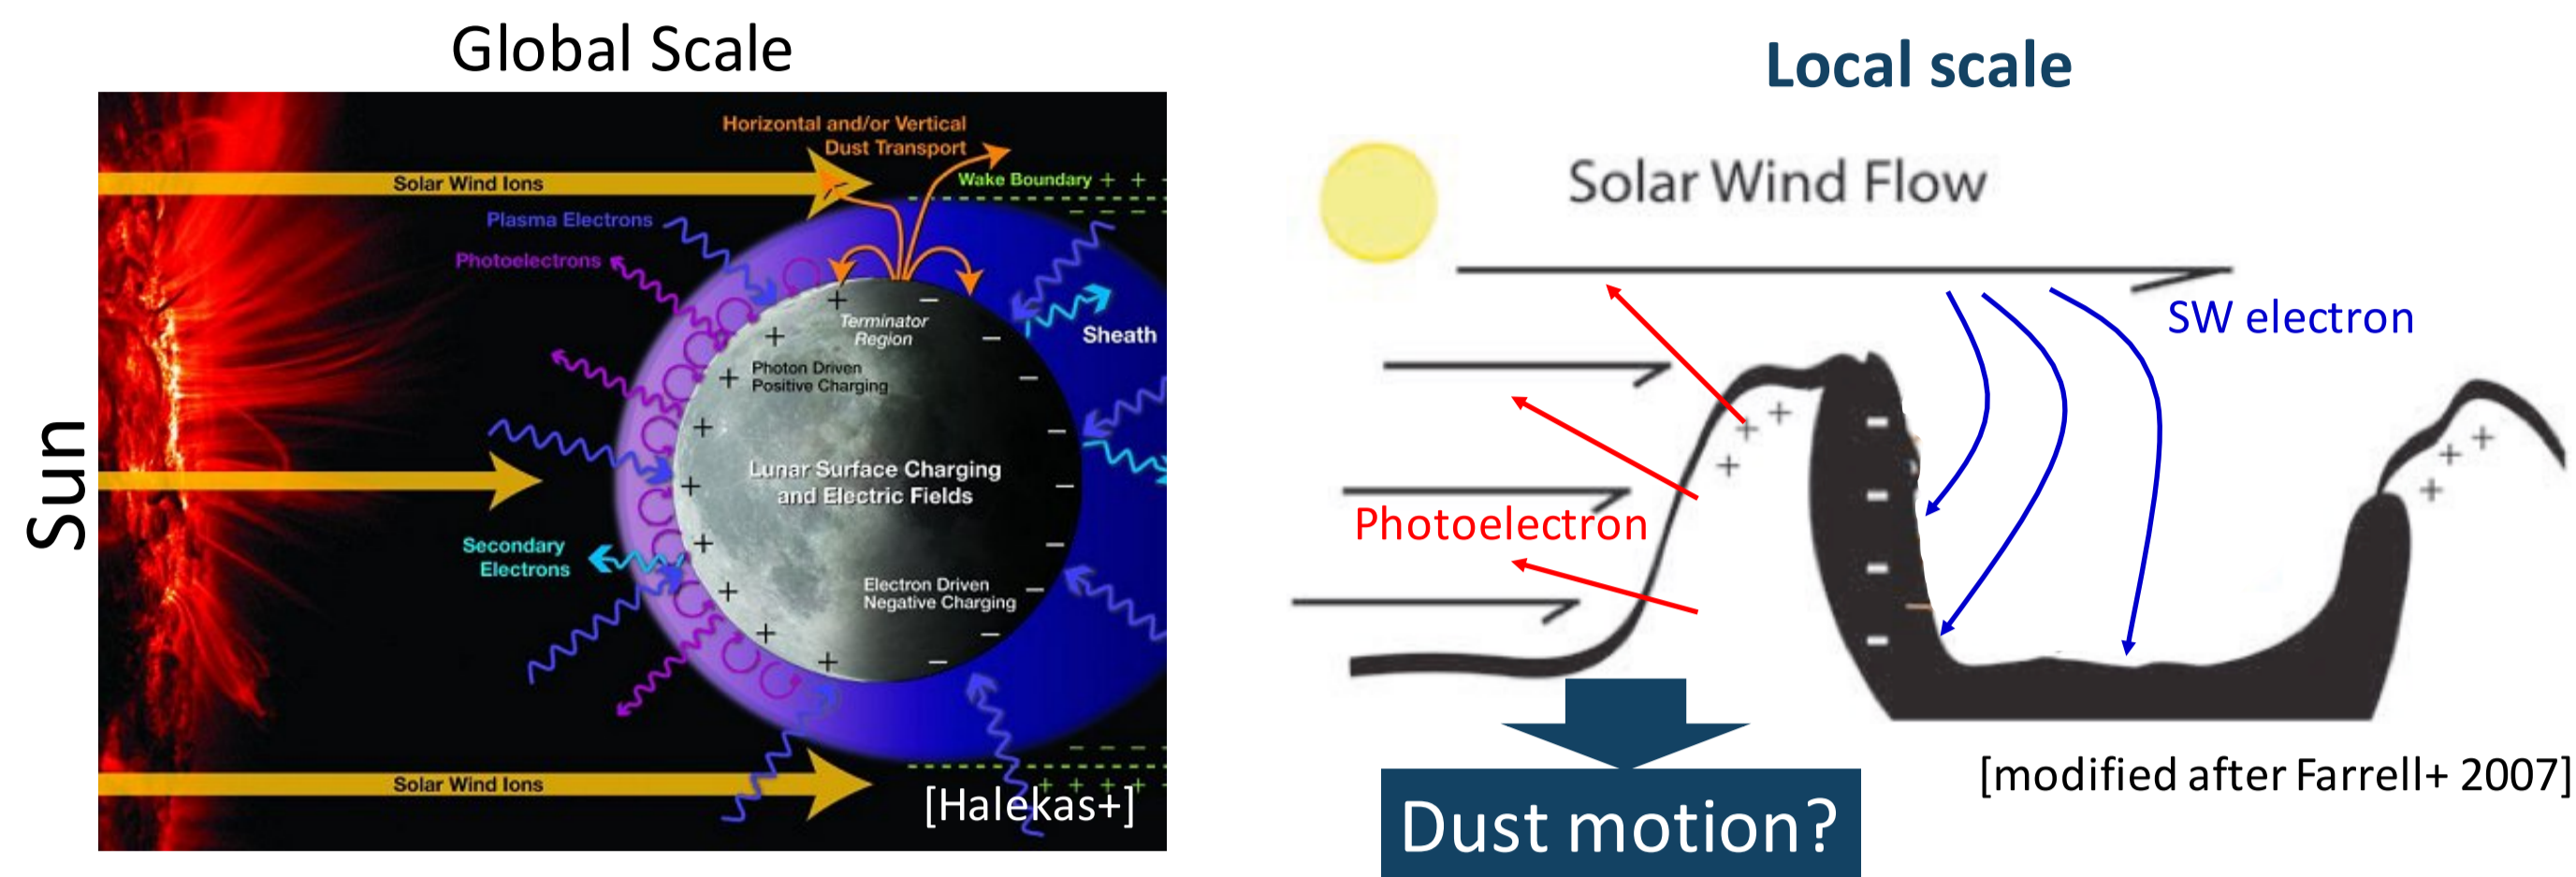 Global Scale
Sun
Horizontal and/or Vertical
Dust Transport
Solar Wind Ions
Wake Boundary + +
- - -
Plasma Electrons
Photoelectrons
Sheath
Terminator
Region
Photon Driven
Positive Charging
Lunar Surface Charging
and Electric Fields
Secondary
Electrons
Electron Driven
Negative Charging
Solar Wind Ions
+ + + +
[Halekas+]
Local scale
Solar Wind Flow
SW electron
Photoelectron
[modified after Farrell+ 2007]
Dust motion?